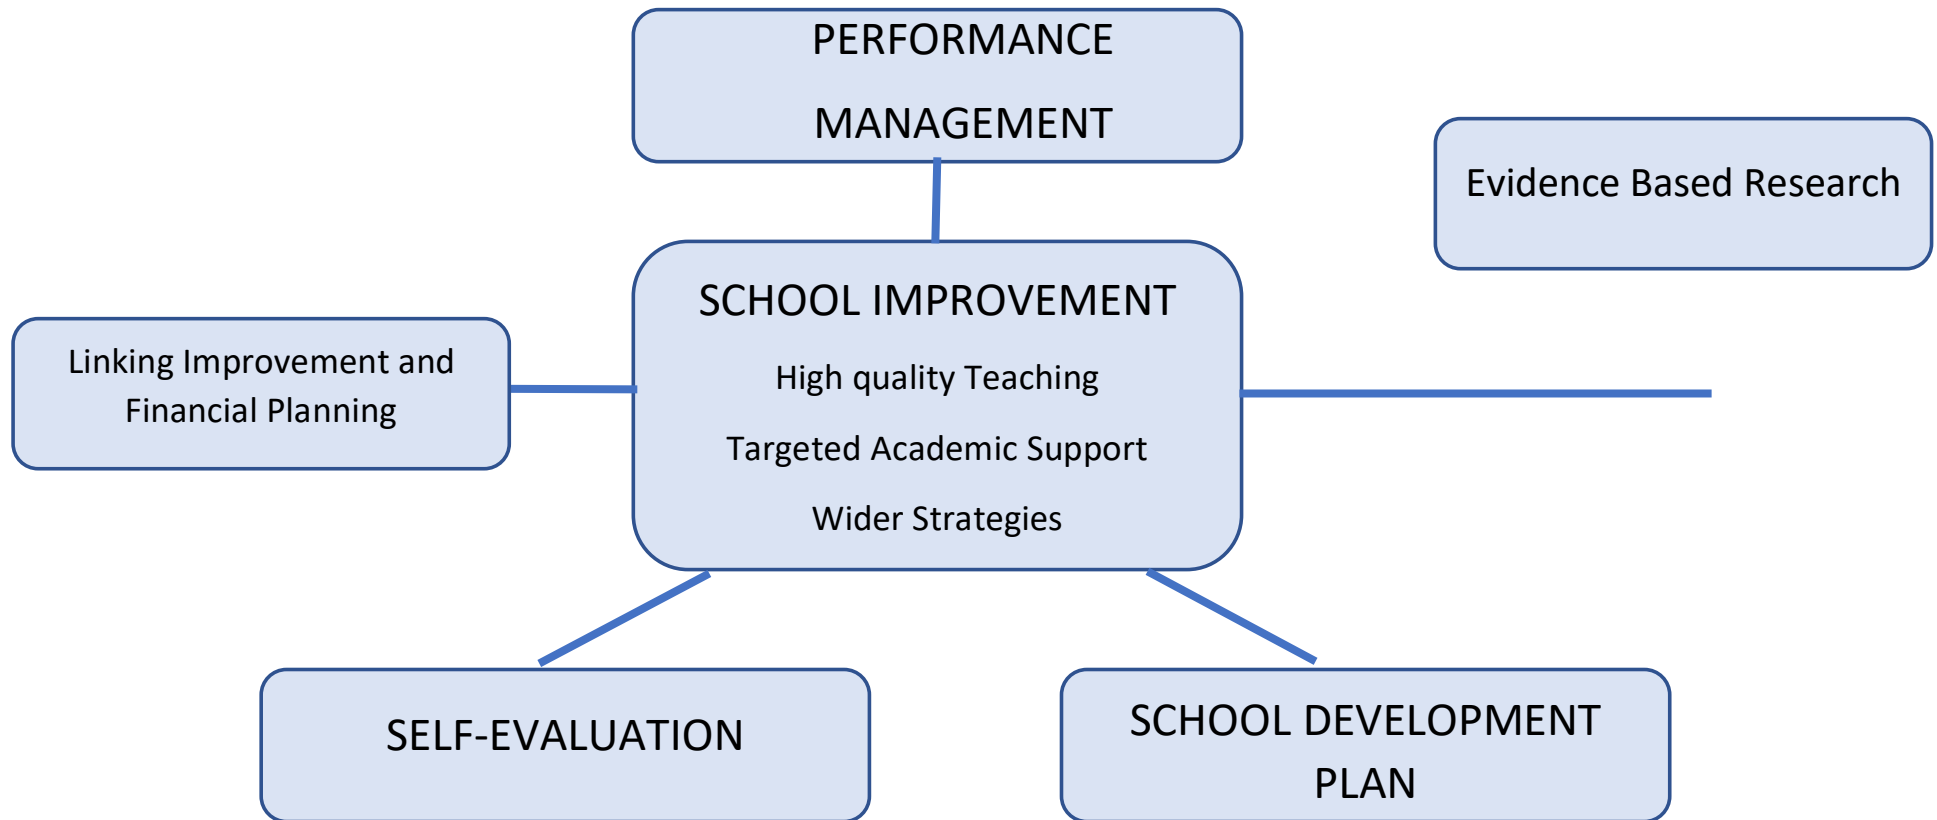 PERFORMANCE
MANAGEMENT
Evidence Based Research
SCHOOL IMPROVEMENT
High quality Teaching
Targeted Academic Support
Wider Strategies
Linking Improvement and
Financial Planning
SELF-EVALUATION
SCHOOL DEVELOPMENT
PLAN